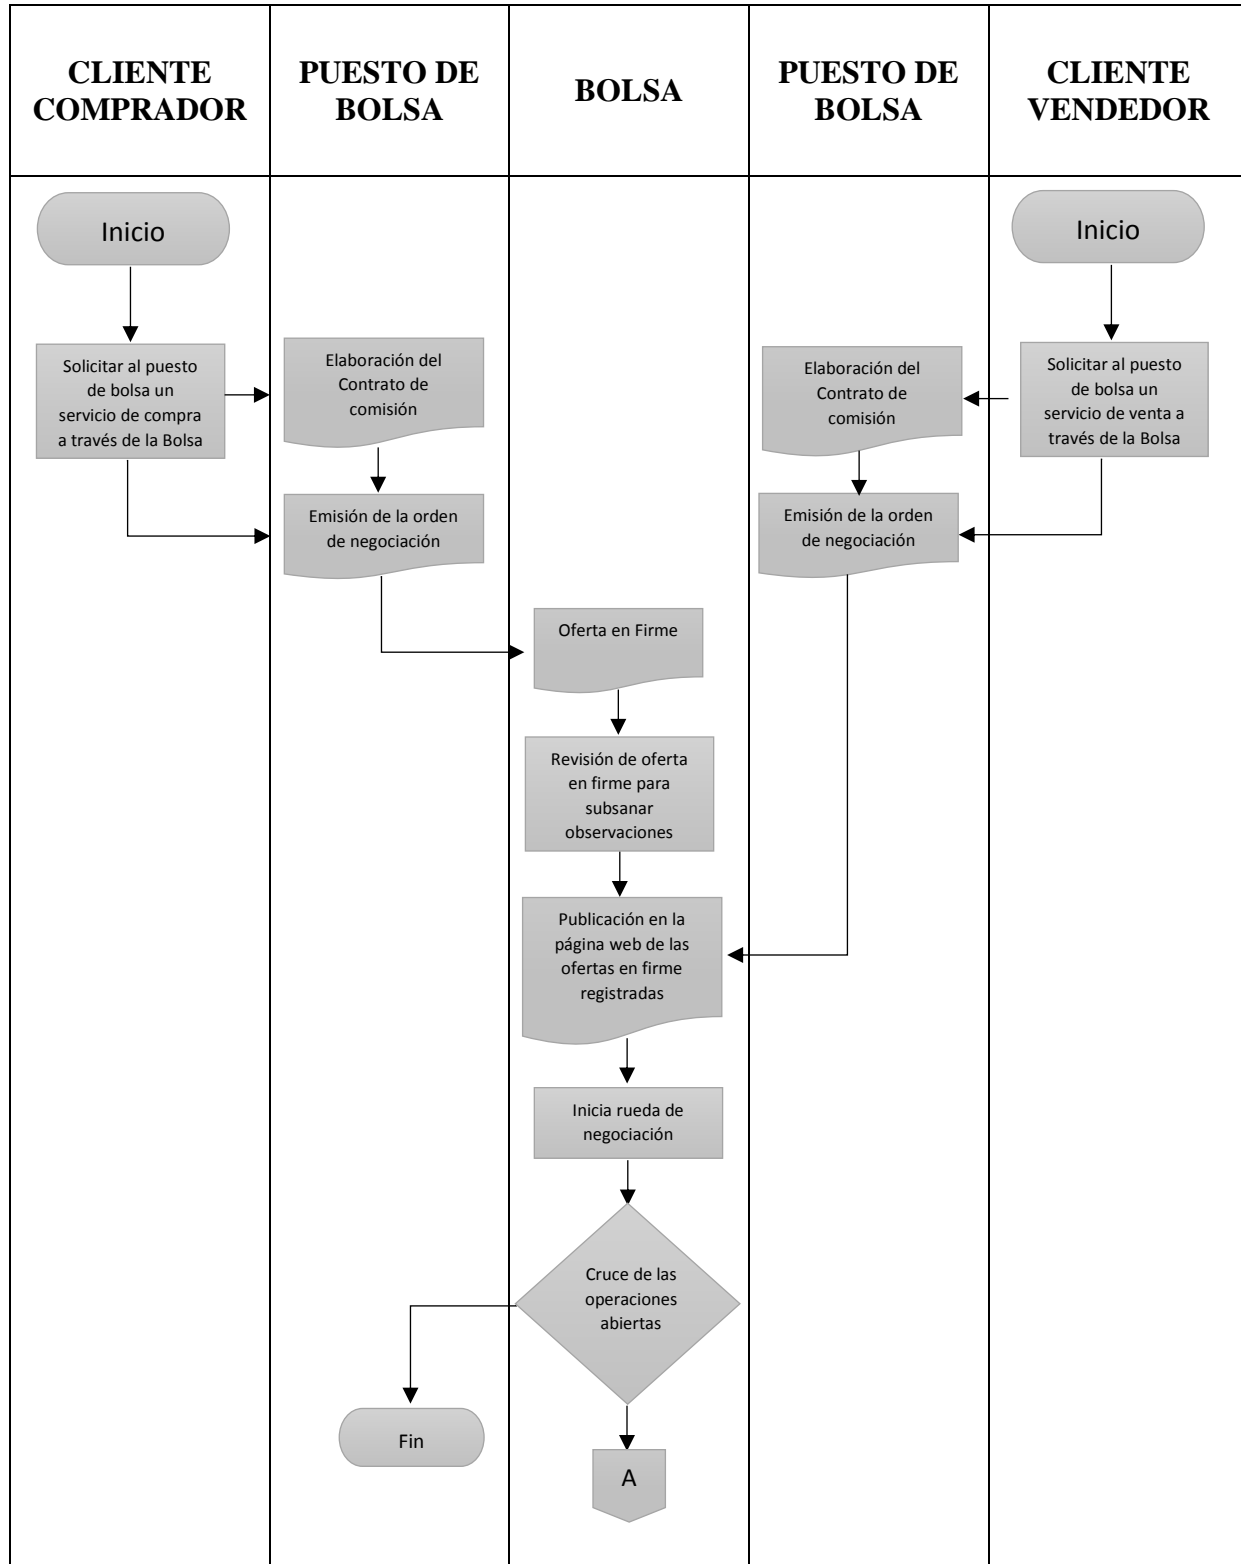 CLIENTE
COMPRADOR
PUESTO DE
BOLSA
BOLSA
PUESTO DE
BOLSA
CLIENTE
VENDEDOR
Inicio
Inicio
Solicitar al puesto
de bolsa un
servicio de compra
a través de la Bolsa
Elaboración del
Contrato de
comisión
Elaboración del
Contrato de
comisión
Solicitar al puesto
de bolsa un
servicio de venta a
través de la Bolsa
Emisión de la orden
de negociación
Emisión de la orden
de negociación
Oferta en Firme
Revisión de oferta
en firme para
subsanar
observaciones
Publicación en la
página web de las
ofertas en firme
registradas
Inicia rueda de
negociación
Cruce de las
operaciones
abiertas
Fin
A